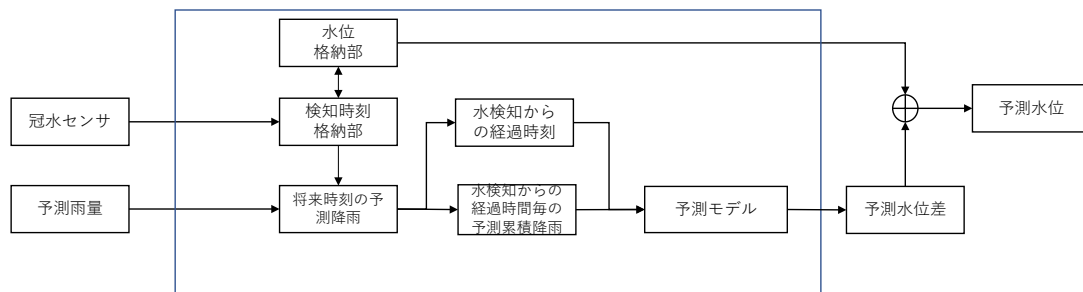 水位
格納部
冠水センサ
検知時刻
格納部
水検知から
の経過時刻
予測水位
予測雨量
将来時刻の予
測降雨
水検知からの
経過時間毎の
予測累積降雨
予測モデル
予測水位差